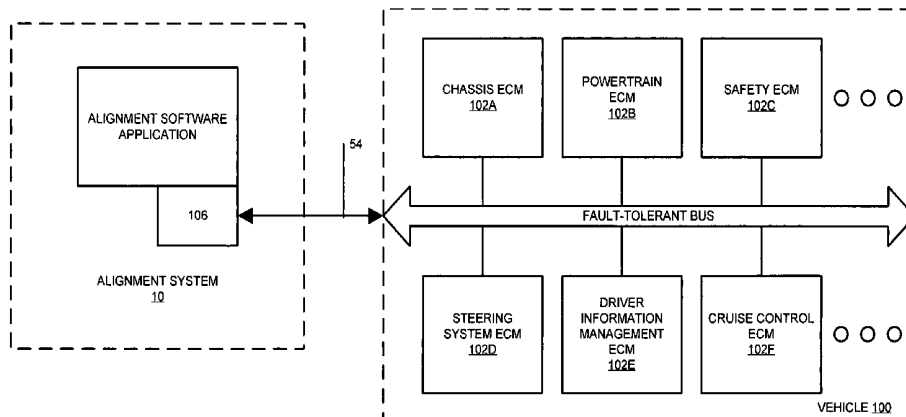 CHASSIS ECM
102A
POWERTRAIN
ECM
102B
SAFETY ECM
102C
ALIGNMENT SOFTWARE
APPLICATION
54
106
FAULT-TOLERANT BUS
ALIGNMENT SYSTEM
10
STEERING
SYSTEM ECM
102D
DRIVER
INFORMATION
MANAGEMENT
ECM
102E
CRUISE CONTROL
ECM
102F
VEHICLE 100